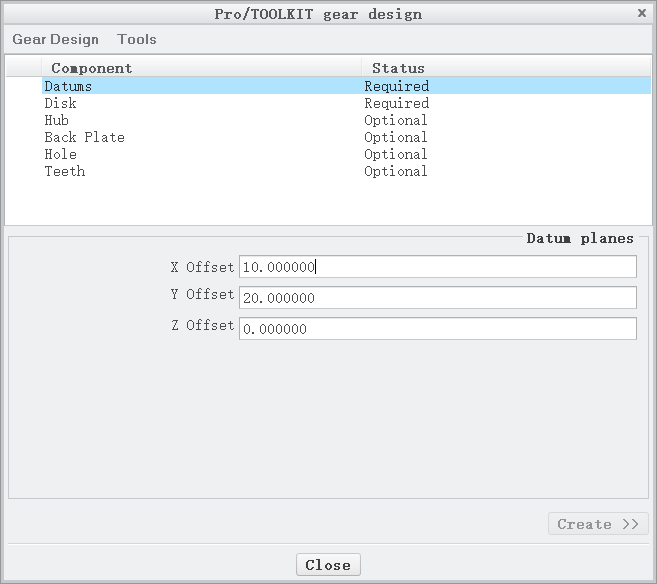 Pro/TOOLKIT gear design x
Gear Design Tools
Component Status
Datums Required
Disk Required
Hub Optional
Back Plate Optional
Hole Optional
Teeth Optional
Datum planes
X Offset 10.000000
Y Offset 20.000000
Z Offset 0.000000
Create >>
Close